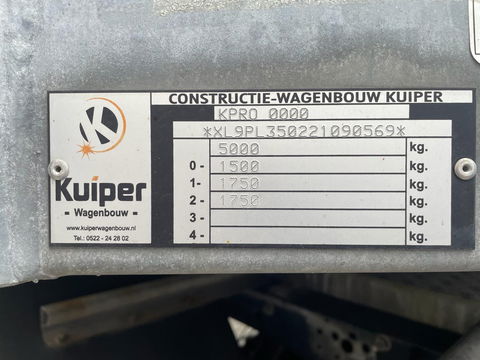 CONSTRUCTIE-WAGENBOUW KUIPER
KPRO 0000
*XL9PL350221090569*
5000 kg.
0- 1500 kg.
1- 1750 kg.
2- 1750 kg.
3- kg.
4- kg.
K
Kuiper
- Wagenbouw -
www.kuiperwagenbouw.nl
Tel.: 0522 - 24 28 02